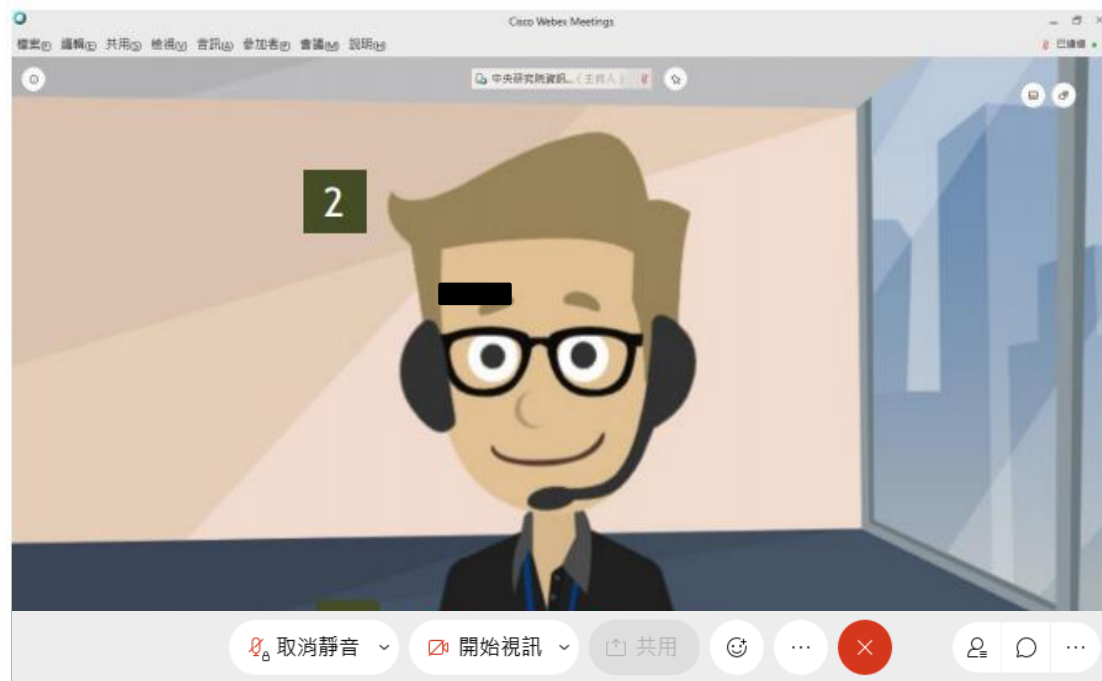 Cisco Webex Meetings
檔案(F) 編輯(E) 共用(S) 檢視(V) 音訊(A) 參加者(P) 會議(M) 說明(H)
已連線
中央研究院資訊...（主持人）
2
取消靜音 開始視訊 共用